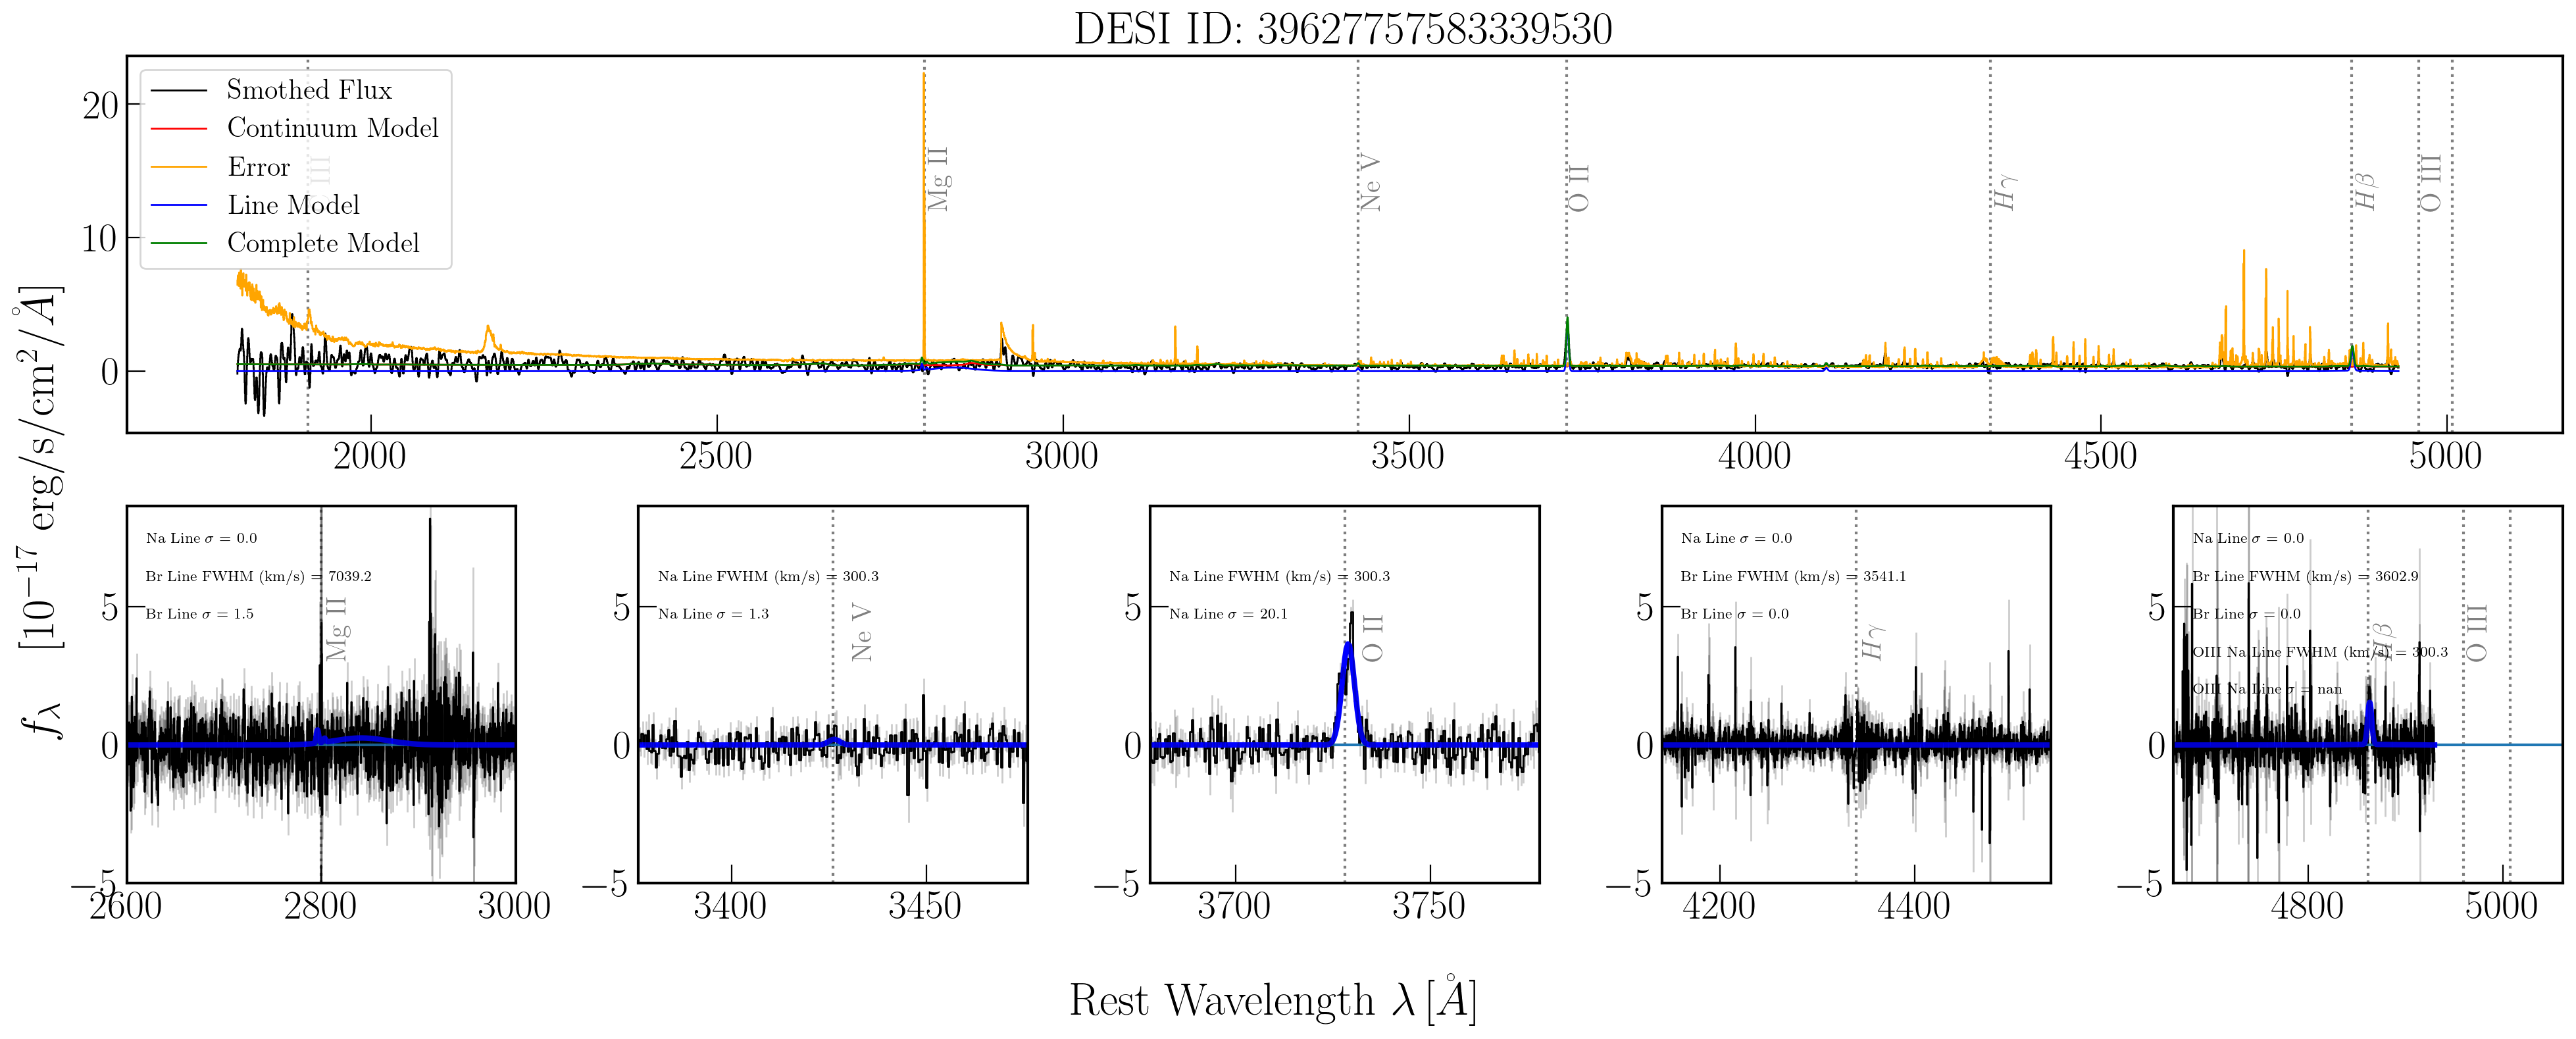 DESI ID: 39627757583339530
Smothed Flux
Continuum Model
Error
Line Model
Complete Model
III
Mg II
Ne V
O II
Hγ
Hβ
O III
20
10
0
2000 2500 3000 3500 4000 4500 5000
f_λ [10^{-17} erg/s/cm^2/Å]
Na Line σ = 0.0
Br Line FWHM (km/s) = 7039.2
Br Line σ = 1.5
Mg II
5
0
−5
2600 2800 3000
Na Line FWHM (km/s) = 300.3
Na Line σ = 1.3
Ne V
5
0
−5
3400 3450
Na Line FWHM (km/s) = 300.3
Na Line σ = 20.1
O II
5
0
−5
3700 3750
Na Line σ = 0.0
Br Line FWHM (km/s) = 3541.1
Br Line σ = 0.0
Hγ
5
0
−5
4200 4400
Na Line σ = 0.0
Br Line FWHM (km/s) = 3602.9
Br Line σ = 0.0
OIII Na Line FWHM (km/s) = 300.3
OIII Na Line σ = nan
Hβ
O III
5
0
−5
4800 5000
Rest Wavelength λ [Å]